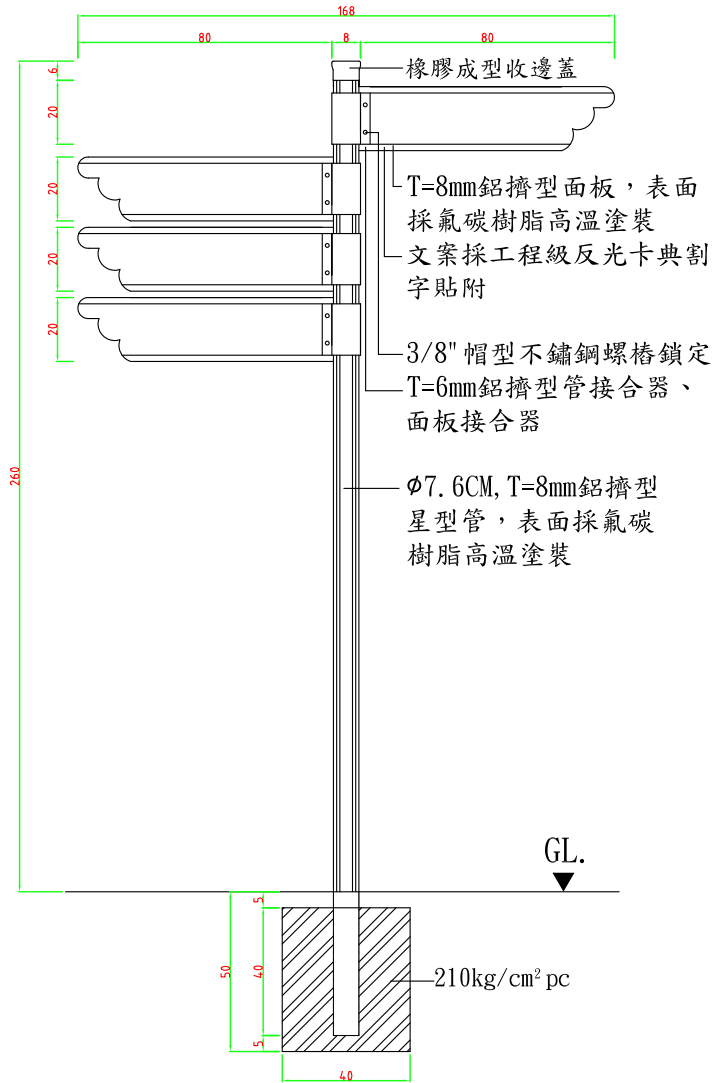 168
80
8
80
6
橡膠成型收邊蓋
20
20
T=8mm鋁擠型面板，表面
採氟碳樹脂高溫塗裝
文案採工程級反光卡典割
字貼附
20
20
3/8"帽型不鏽鋼螺樁鎖定
T=6mm鋁擠型管接合器、
面板接合器
260
Φ7.6CM,T=8mm鋁擠型
星型管，表面採氟碳
樹脂高溫塗裝
GL.
5
50
40
210kg/cm² pc
5
40